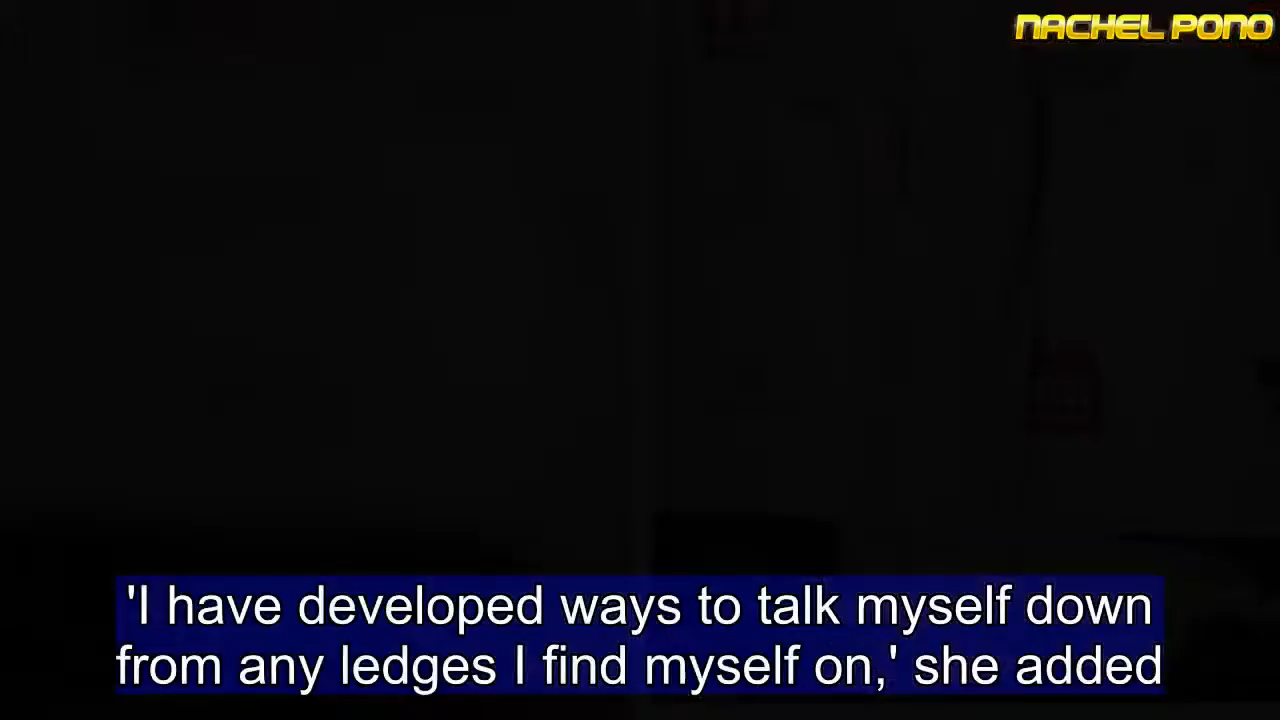 NACHEL PONO
'I have developed ways to talk myself down
from any ledges I find myself on,' she added